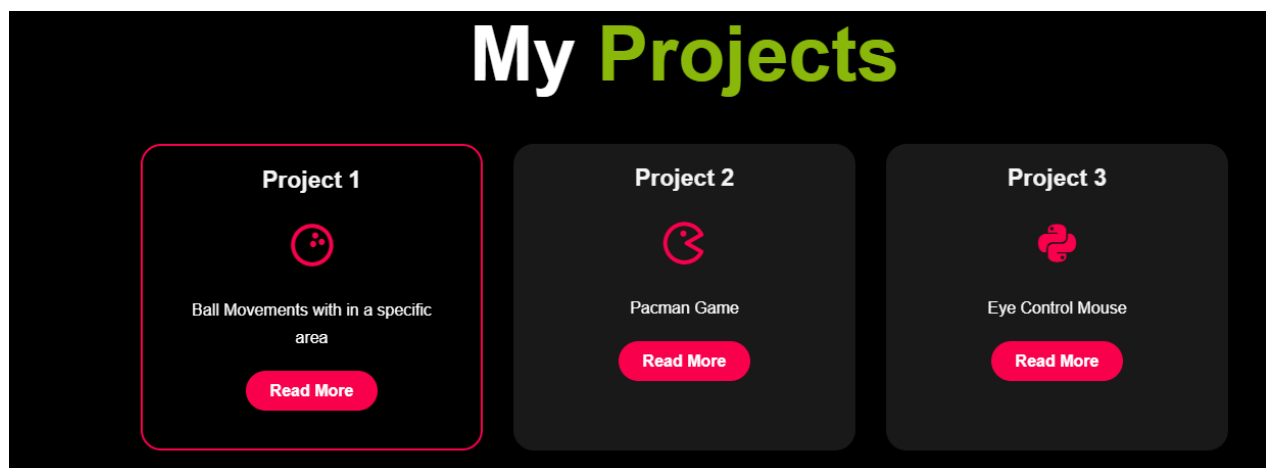 My Projects
Project 1
Ball Movements with in a specific
area
Read More
Project 2
Pacman Game
Read More
Project 3
Eye Control Mouse
Read More